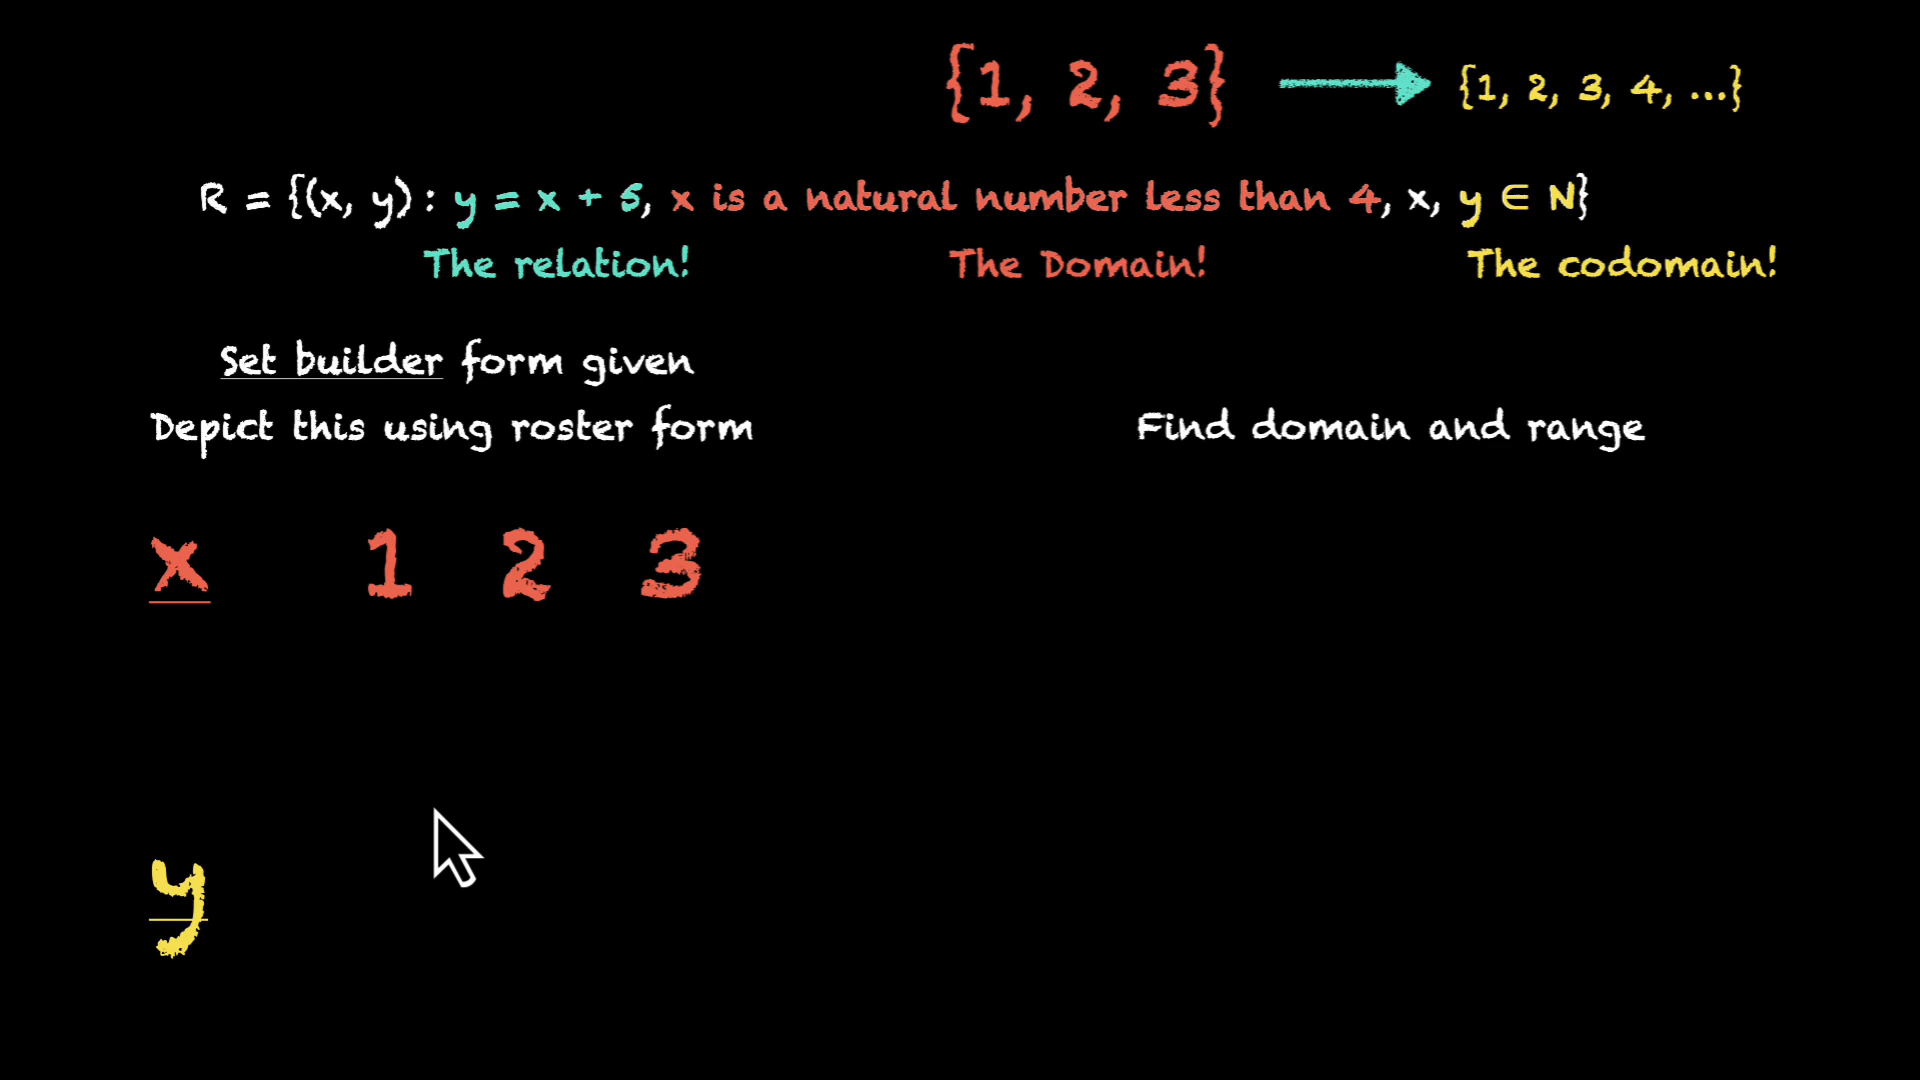 {1, 2, 3} {1, 2, 3, 4, ...}
R = {(x, y) : y = x + 5, x is a natural number less than 4, x, y ∈ N}
The relation! The Domain! The codomain!
Set builder form given
Depict this using roster form Find domain and range
x 1 2 3
y